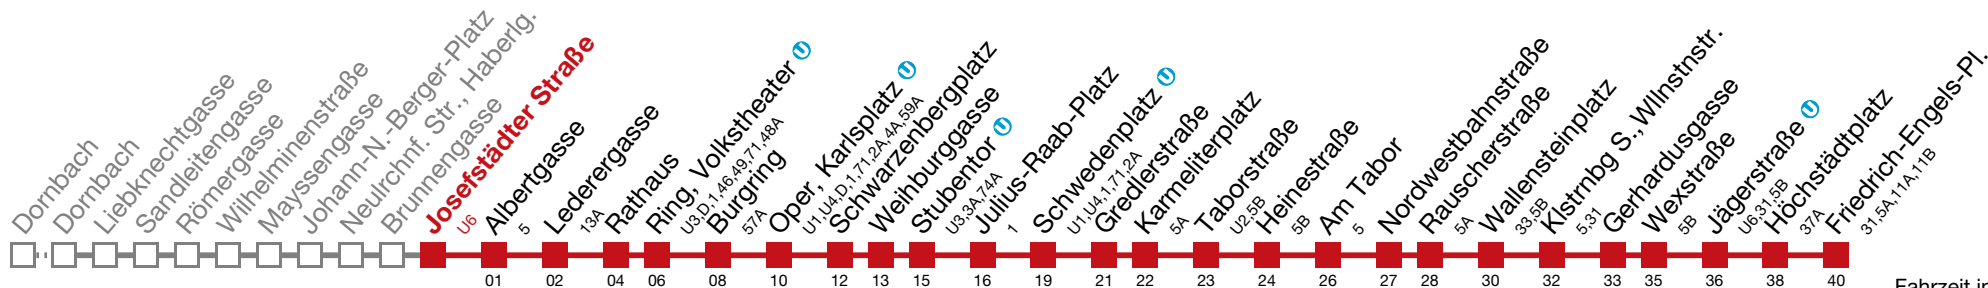 Dornbach
Dornbach
Liebknechtgasse
Sandleitengasse
Römergasse
Wilhelminenstraße
Mayssengasse
Johann-N.-Berger-Platz
Neulrchnf. Str., Haberlg.
Brunnengasse
Josefstädter Straße
U6
Albertgasse
5
Lederergasse
13A
Rathaus
Ring, Volkstheater U
U3,D,1,46,49,71,48A
Burgring
57A
Oper, Karlsplatz U
U1,U4,D,1,71,2A,4A,59A
Schwarzenbergplatz
Weihburggasse
Stubentor U
U3,3A,74A
Julius-Raab-Platz
1
Schwedenplatz U
U1,U4,1,71,2A
Gredlerstraße
Karmeliterplatz
5A
Taborstraße
U2,5B
Heinestraße
5B
Am Tabor
5
Nordwestbahnstraße
Rauscherstraße
5A
Wallensteinplatz
33,5B
Klstrnbg S., Wllnstnstr.
5,31
Gerhardusgasse
Wexstraße
5B
Jägerstraße U
U6,31,5B
Höchstädtplatz
37A
Friedrich-Engels-Pl.
31,5A,11A,11B
01 02 04 06 08 10 12 13 15 16 19 21 22 23 24 26 27 28 30 32 33 35 36 38 40
Fahrzeit in